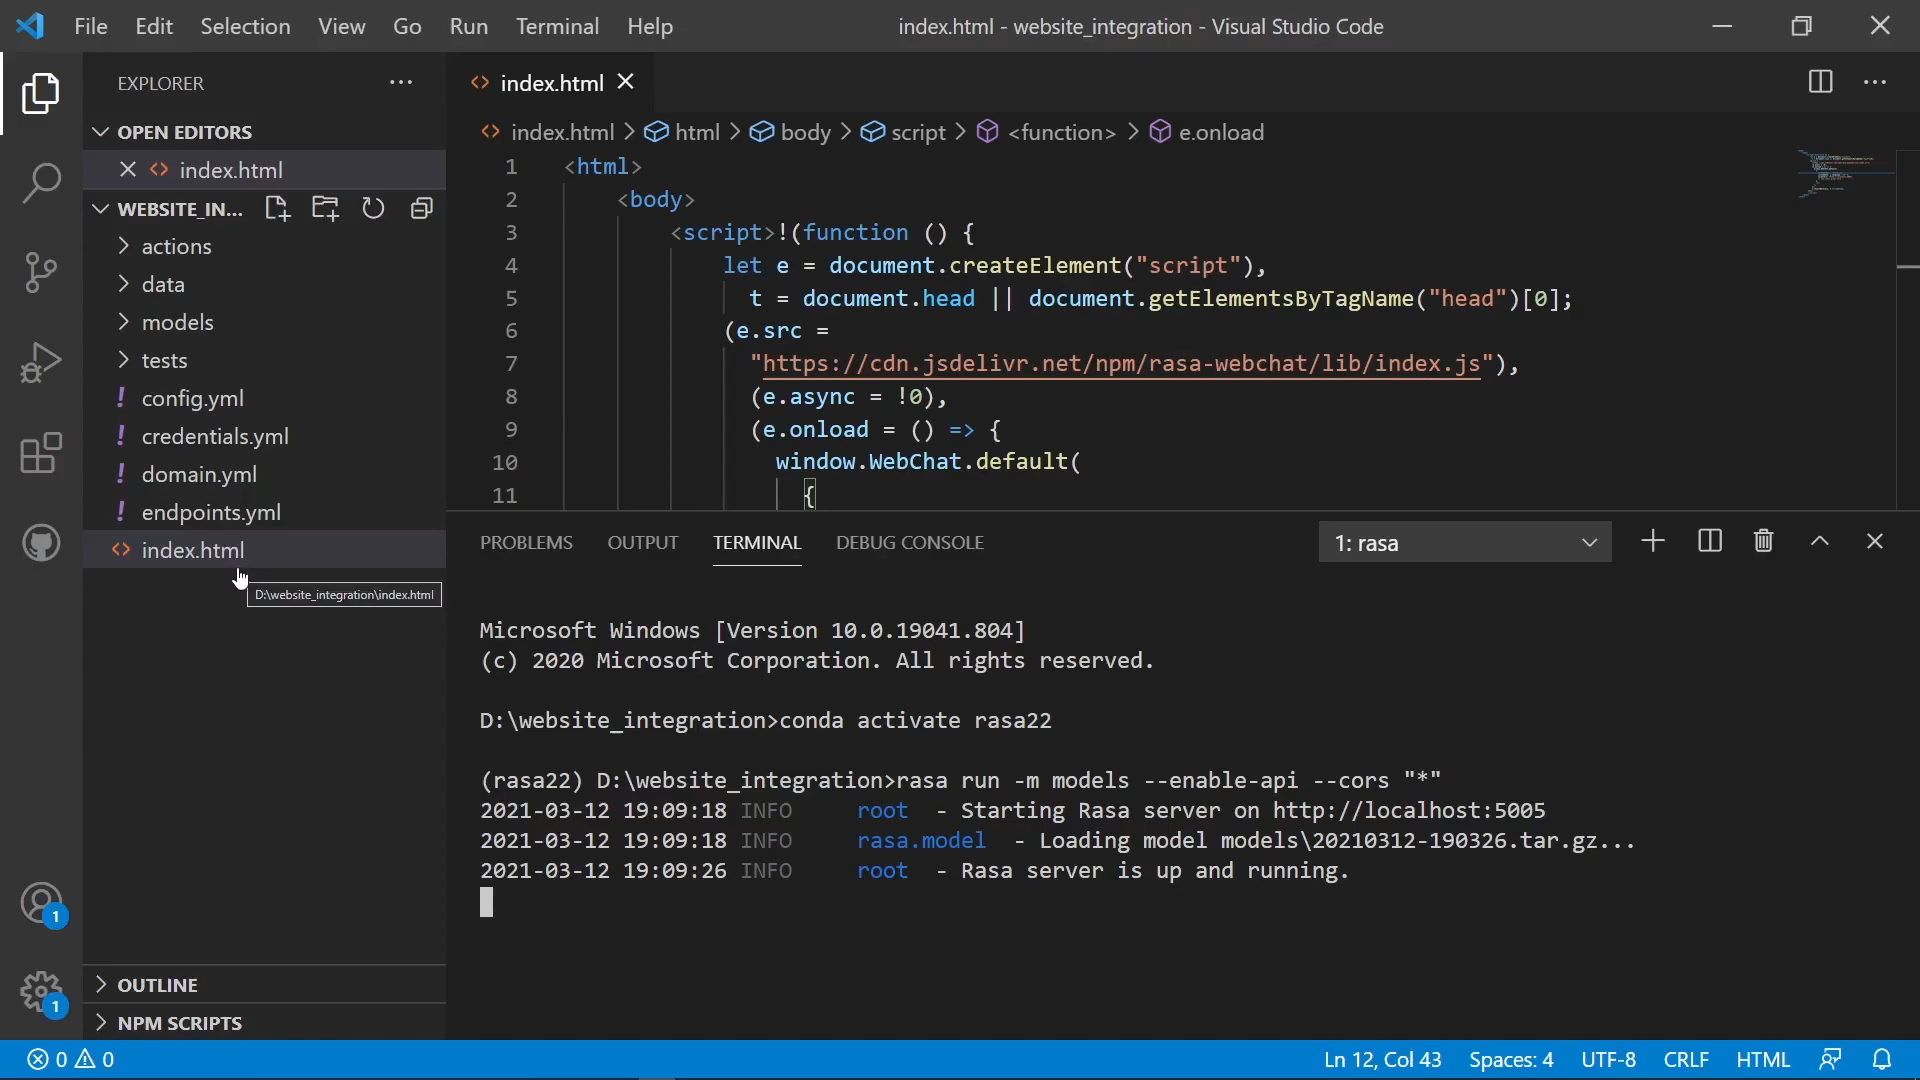 File Edit Selection View Go Run Terminal Help
index.html - website_integration - Visual Studio Code
EXPLORER
OPEN EDITORS
index.html
WEBSITE_IN...
actions
data
models
tests
config.yml
credentials.yml
domain.yml
endpoints.yml
index.html
D:\website_integration\index.html
OUTLINE
NPM SCRIPTS
1
1
index.html
index.html > html > body > script > <function> > e.onload
1 <html>
2 <body>
3 <script>!(function () {
4 let e = document.createElement("script"),
5 t = document.head || document.getElementsByTagName("head")[0];
6 (e.src =
7 "https://cdn.jsdelivr.net/npm/rasa-webchat/lib/index.js"),
8 (e.async = !0),
9 (e.onload = () => {
10 window.WebChat.default(
11 {
PROBLEMS OUTPUT TERMINAL DEBUG CONSOLE
1: rasa
Microsoft Windows [Version 10.0.19041.804]
(c) 2020 Microsoft Corporation. All rights reserved.
D:\website_integration>conda activate rasa22
(rasa22) D:\website_integration>rasa run -m models --enable-api --cors "*"
2021-03-12 19:09:18 INFO root - Starting Rasa server on http://localhost:5005
2021-03-12 19:09:18 INFO rasa.model - Loading model models\20210312-190326.tar.gz...
2021-03-12 19:09:26 INFO root - Rasa server is up and running.
0 0
Ln 12, Col 43 Spaces: 4 UTF-8 CRLF HTML